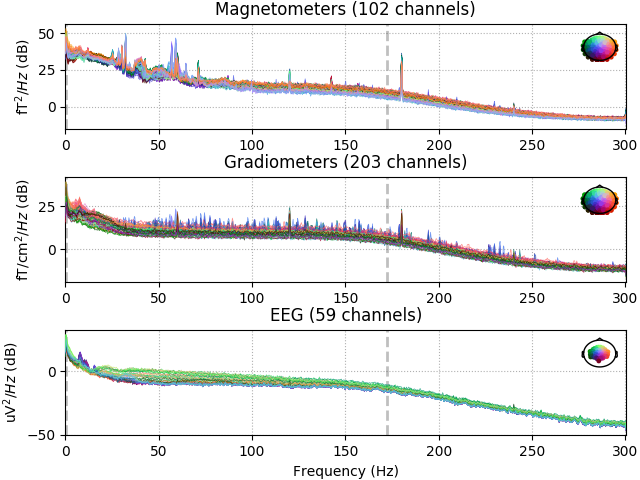 Magnetometers (102 channels)
50
25
0
fT²/Hz (dB)
0 50 100 150 200 250 300
Gradiometers (203 channels)
25
0
fT/cm²/Hz (dB)
0 50 100 150 200 250 300
EEG (59 channels)
0
−50
uV²/Hz (dB)
0 50 100 150 200 250 300
Frequency (Hz)